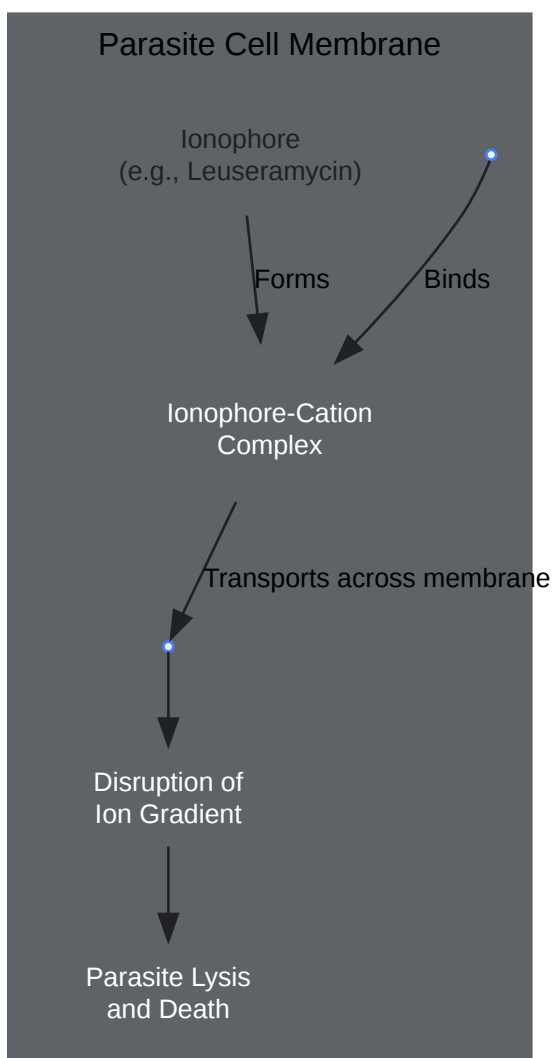 Parasite Cell Membrane
Ionophore
(e.g., Leuseramycin)
Forms
Binds
Ionophore-Cation
Complex
Transports across membrane
Disruption of
Ion Gradient
Parasite Lysis
and Death